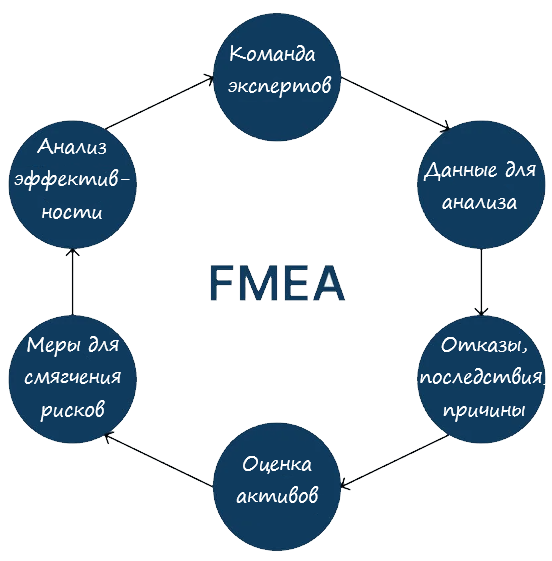 Команда
экспертов
Данные для
анализа
Отказы,
последствия,
причины
Оценка
активов
Меры для
смягчения
рисков
Анализ
эффектив-
ности
FMEA